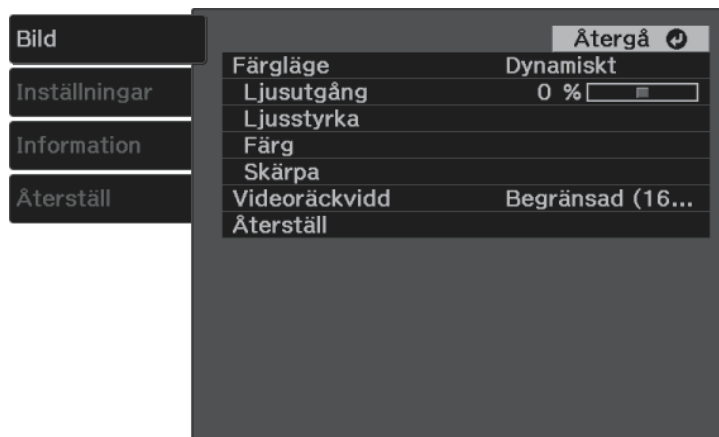 Bild
Inställningar
Information
Återställ
Återgå
Färgläge Dynamiskt
Ljusutgång 0 %
Ljusstyrka
Färg
Skärpa
Videoräckvidd Begränsad (16...
Återställ